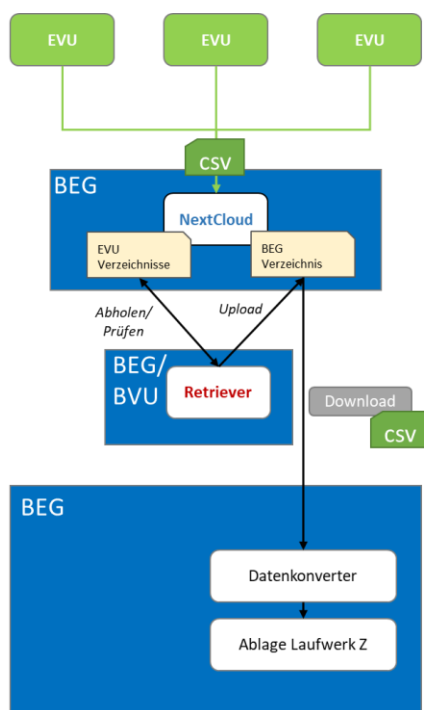 EVU
EVU
EVU
CSV
BEG
NextCloud
EVU
Verzeichnisse
BEG
Verzeichnis
Abholen/
Prüfen
Upload
BEG/
BVU
Retriever
Download
CSV
BEG
Datenkonverter
Ablage Laufwerk Z